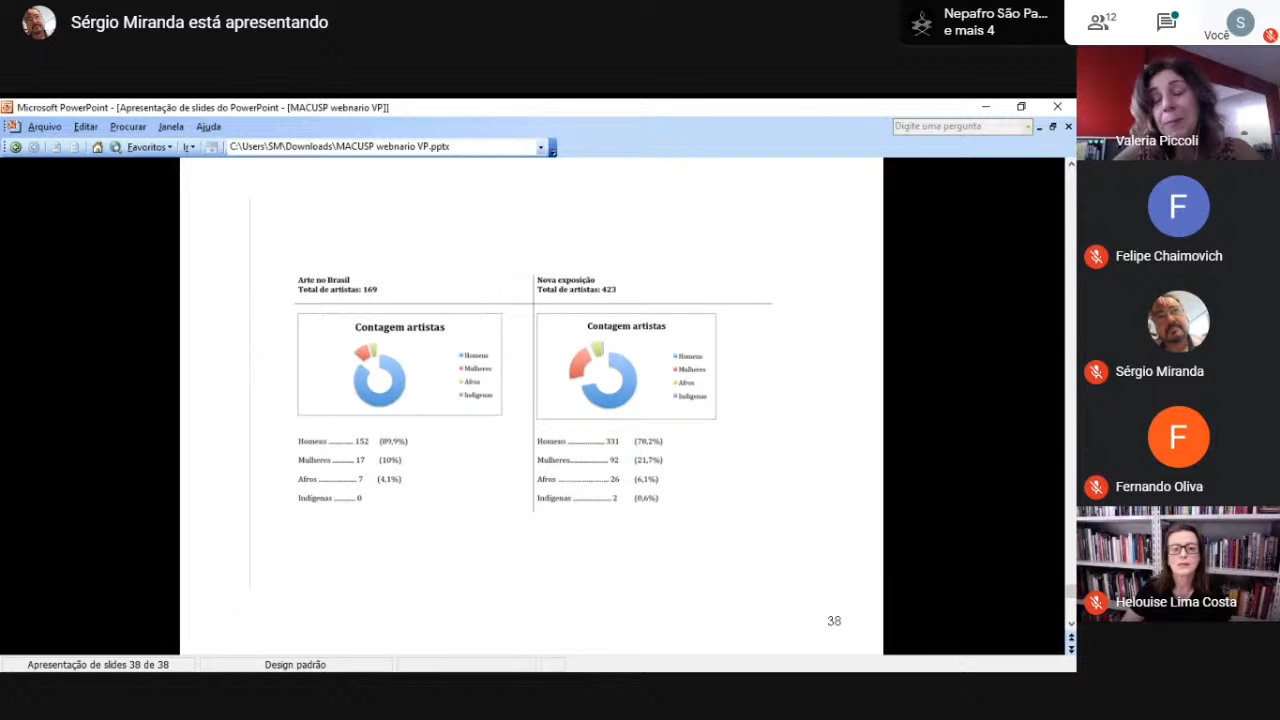 Sérgio Miranda está apresentando
Nepafro São Pa...
e mais 4
12
S
Você
Microsoft PowerPoint - [Apresentação de slides do PowerPoint - [MACUSP webnario VP]]
Arquivo Editar Procurar Janela Ajuda
Digite uma pergunta
Favoritos Ir
C:\Users\SM\Downloads\MACUSP webnario VP.pptx
Arte no Brasil
Total de artistas: 169
Contagem artistas
Homens
Mulheres
Afros
Indígenas
Homens ............ 152 (89,9%)
Mulheres ........... 17 (10%)
Afros .................. 7 (4,1%)
Indígenas .......... 0
Nova exposição
Total de artistas: 423
Contagem artistas
Homens
Mulheres
Afros
Indígenas
Homens .................. 331 (78,2%)
Mulheres................. 92 (21,7%)
Afros ........................ 26 (6,1%)
Indígenas ................ 2 (0,6%)
38
Apresentação de slides 38 de 38
Design padrão
Valeria Piccoli
F
Felipe Chaimovich
Sérgio Miranda
F
Fernando Oliva
Helouise Lima Costa